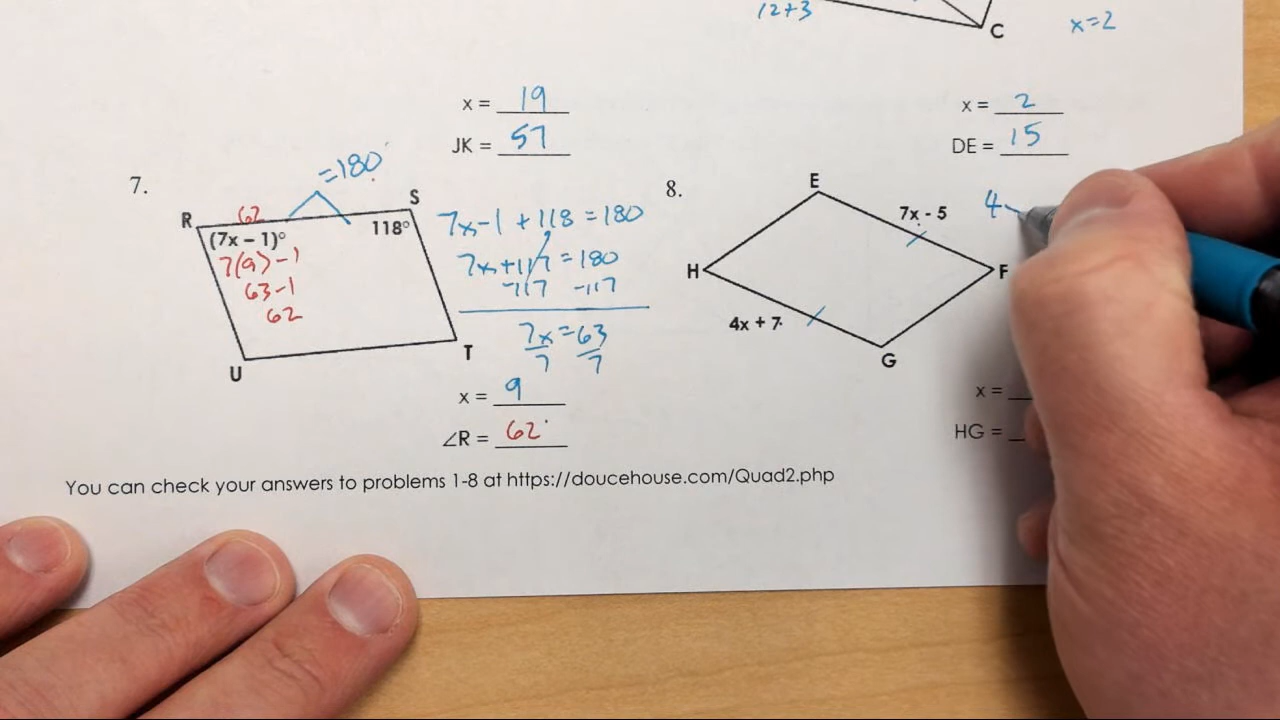 12+3
C
x=2
x = 19
JK = 57
x = 2
DE = 15
7.
=180°
R
62
S
(7x – 1)°
118°
7(9)-1
63-1
62
U
T
7x-1 +118 =180
7x+117 =180
-117 -117
7x=63
7 7
x = 9
∠R = 62°
8.
E
7x - 5
H
F
4x + 7
G
4
x =
HG =
You can check your answers to problems 1-8 at https://doucehouse.com/Quad2.php